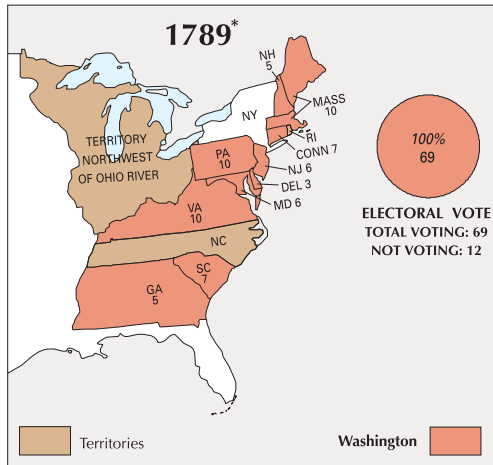 1789*
NH
5
MASS
10
NY
RI
CONN 7
PA
10
NJ 6
DEL 3
MD 6
TERRITORY
NORTHWEST
OF OHIO RIVER
VA
10
NC
SC
7
GA
5
100%
69
ELECTORAL VOTE
TOTAL VOTING: 69
NOT VOTING: 12
Territories
Washington